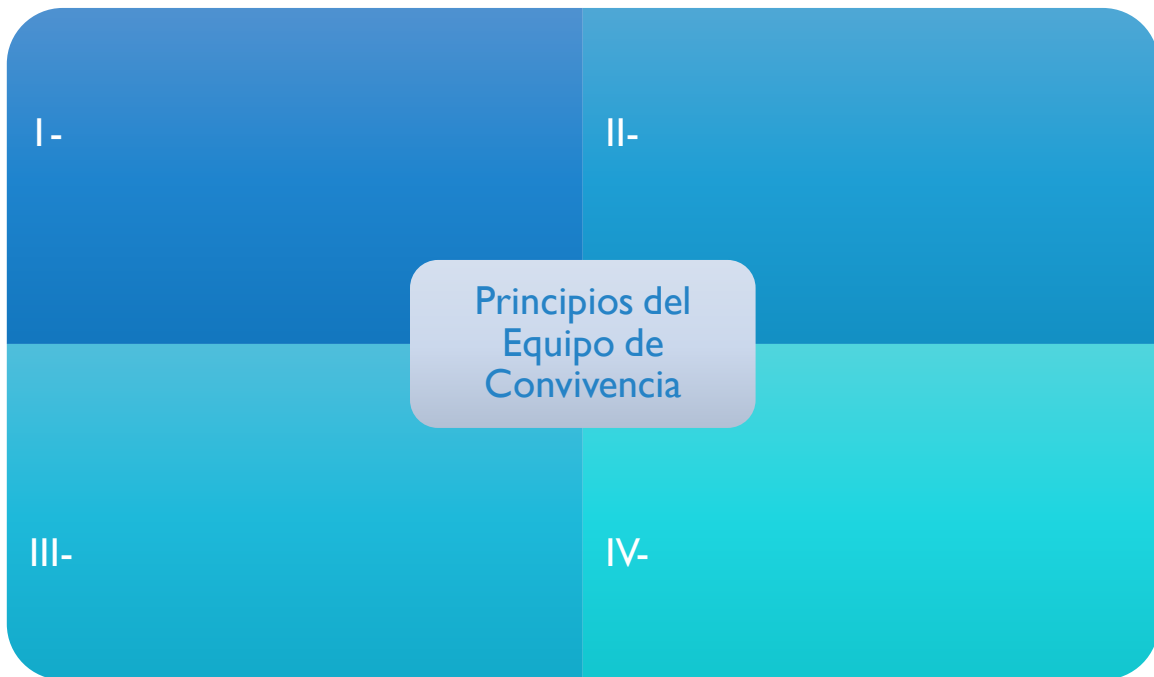 I-
II-
Principios del
Equipo de
Convivencia
III-
IV-